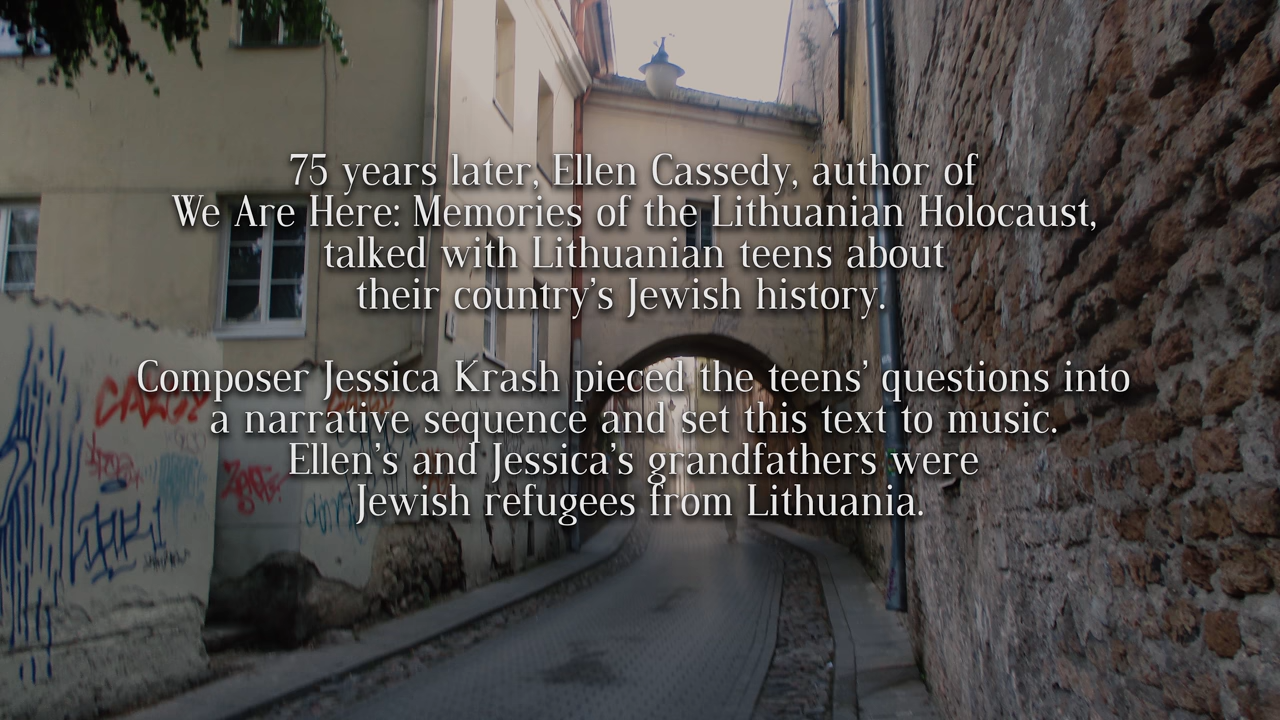 75 years later, Ellen Cassedy, author of
We Are Here: Memories of the Lithuanian Holocaust,
talked with Lithuanian teens about
their country's Jewish history.
Composer Jessica Krash pieced the teens' questions into
a narrative sequence and set this text to music.
Ellen's and Jessica's grandfathers were
Jewish refugees from Lithuania.